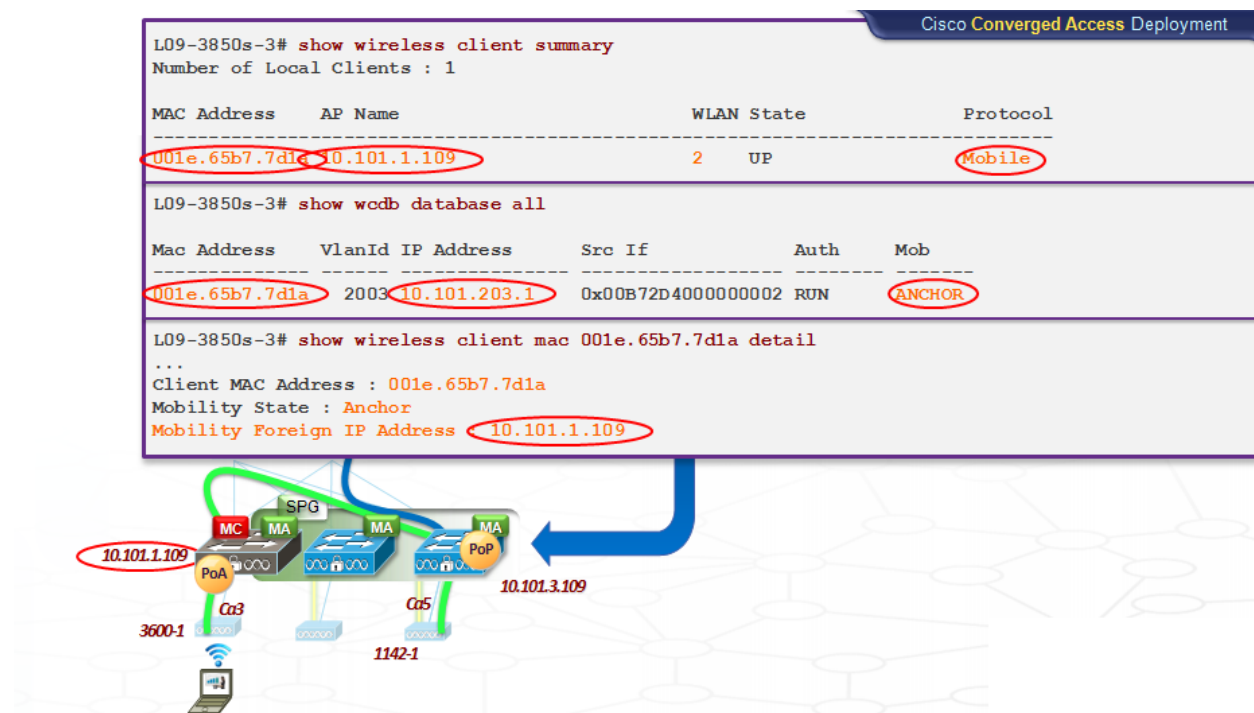 Cisco Converged Access Deployment
L09-3850s-3# show wireless client summary
Number of Local Clients : 1
MAC Address AP Name WLAN State Protocol
--------------------------------------------------------------------------------
001e.65b7.7d1a 10.101.1.109 2 UP Mobile
L09-3850s-3# show wcdb database all
Mac Address VlanId IP Address Src If Auth Mob
-------------- ------ --------------- ------------------ -------- -------
001e.65b7.7d1a 2003 10.101.203.1 0x00B72D4000000002 RUN ANCHOR
L09-3850s-3# show wireless client mac 001e.65b7.7d1a detail
...
Client MAC Address : 001e.65b7.7d1a
Mobility State : Anchor
Mobility Foreign IP Address : 10.101.1.109
SPG
MC MA MA MA
10.101.1.109
PoA PoP
10.101.3.109
Ca3 Ca5
3600-1
1142-1